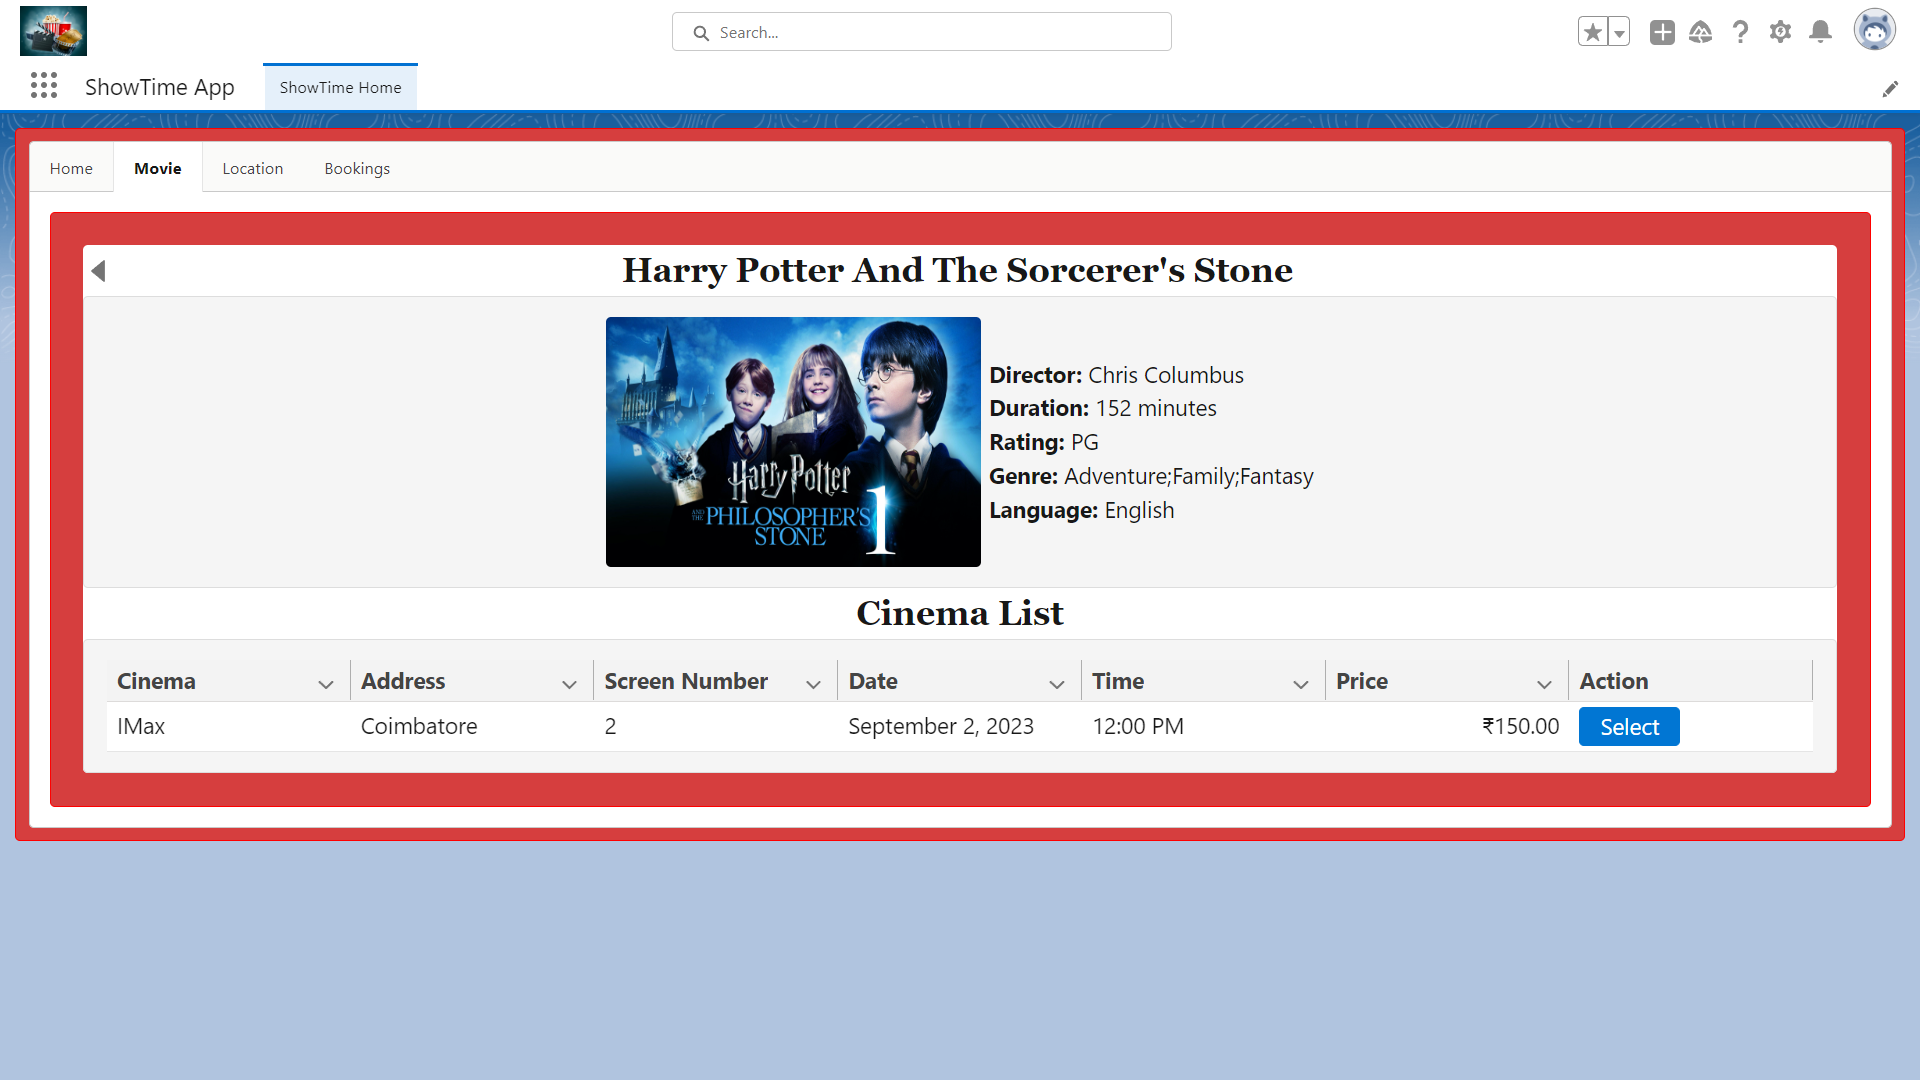 Search...
ShowTime App
ShowTime Home
Home
Movie
Location
Bookings
Harry Potter And The Sorcerer's Stone
Harry Potter
AND THE PHILOSOPHER'S
STONE
1
Director: Chris Columbus
Duration: 152 minutes
Rating: PG
Genre: Adventure;Family;Fantasy
Language: English
Cinema List
Cinema Address Screen Number Date Time Price Action
IMax Coimbatore 2 September 2, 2023 12:00 PM ₹150.00 Select